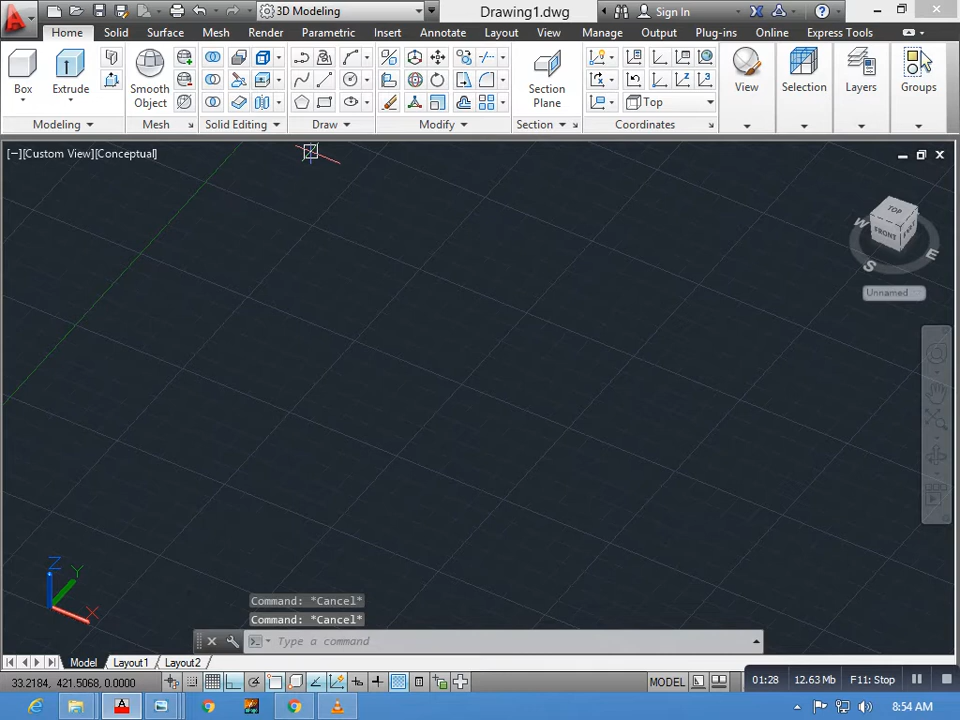 3D Modeling
Drawing1.dwg
Sign In
Home Solid Surface Mesh Render Parametric Insert Annotate Layout View Manage Output Plug-ins Online Express Tools
Box
Extrude
Smooth Object
Section Plane
Top
View
Selection
Layers
Groups
Modeling Mesh Solid Editing Draw Modify Section Coordinates
[−][Custom View][Conceptual]
TOP
FRONT
W
S
E
Unnamed
Z
Y
X
Command: *Cancel*
Command: *Cancel*
Type a command
Model Layout1 Layout2
33.2184, 421.5068, 0.0000
MODEL
01:28 12.63 Mb F11: Stop
8:54 AM